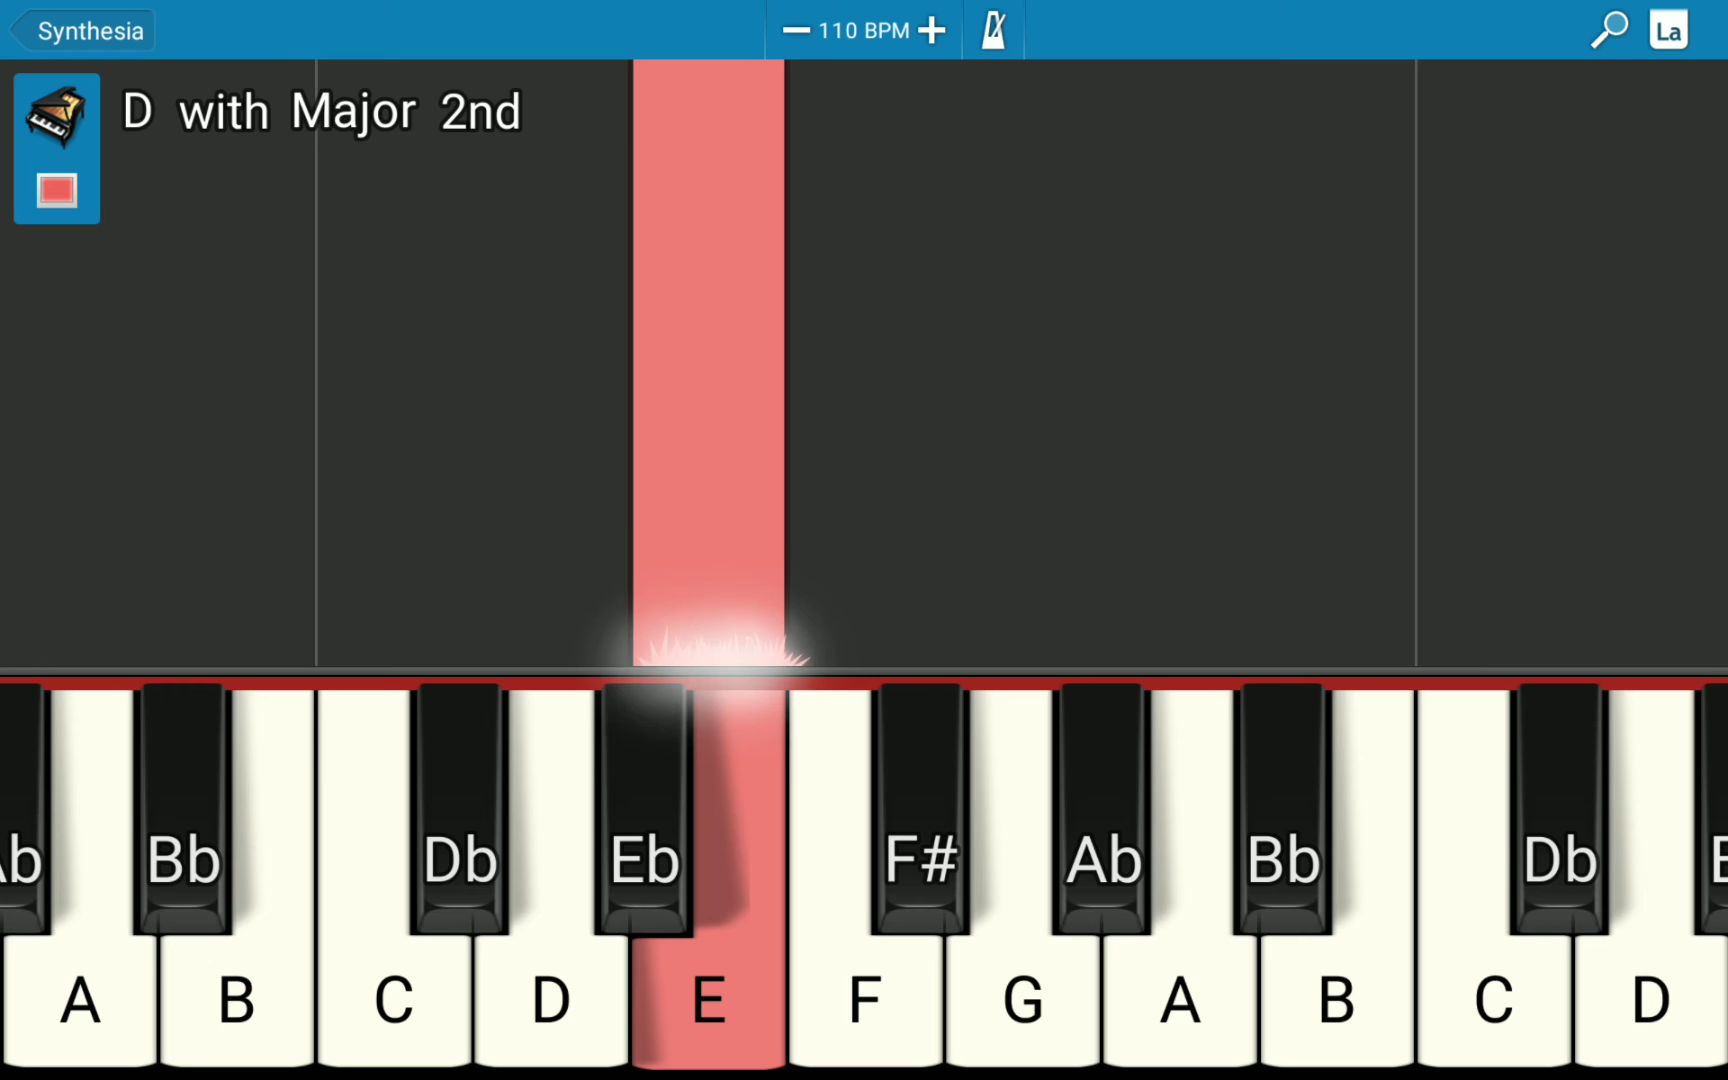 Synthesia
110 BPM
La
D with Major 2nd
Bb Db Eb F# Ab Bb Db
A B C D E F G A B C D